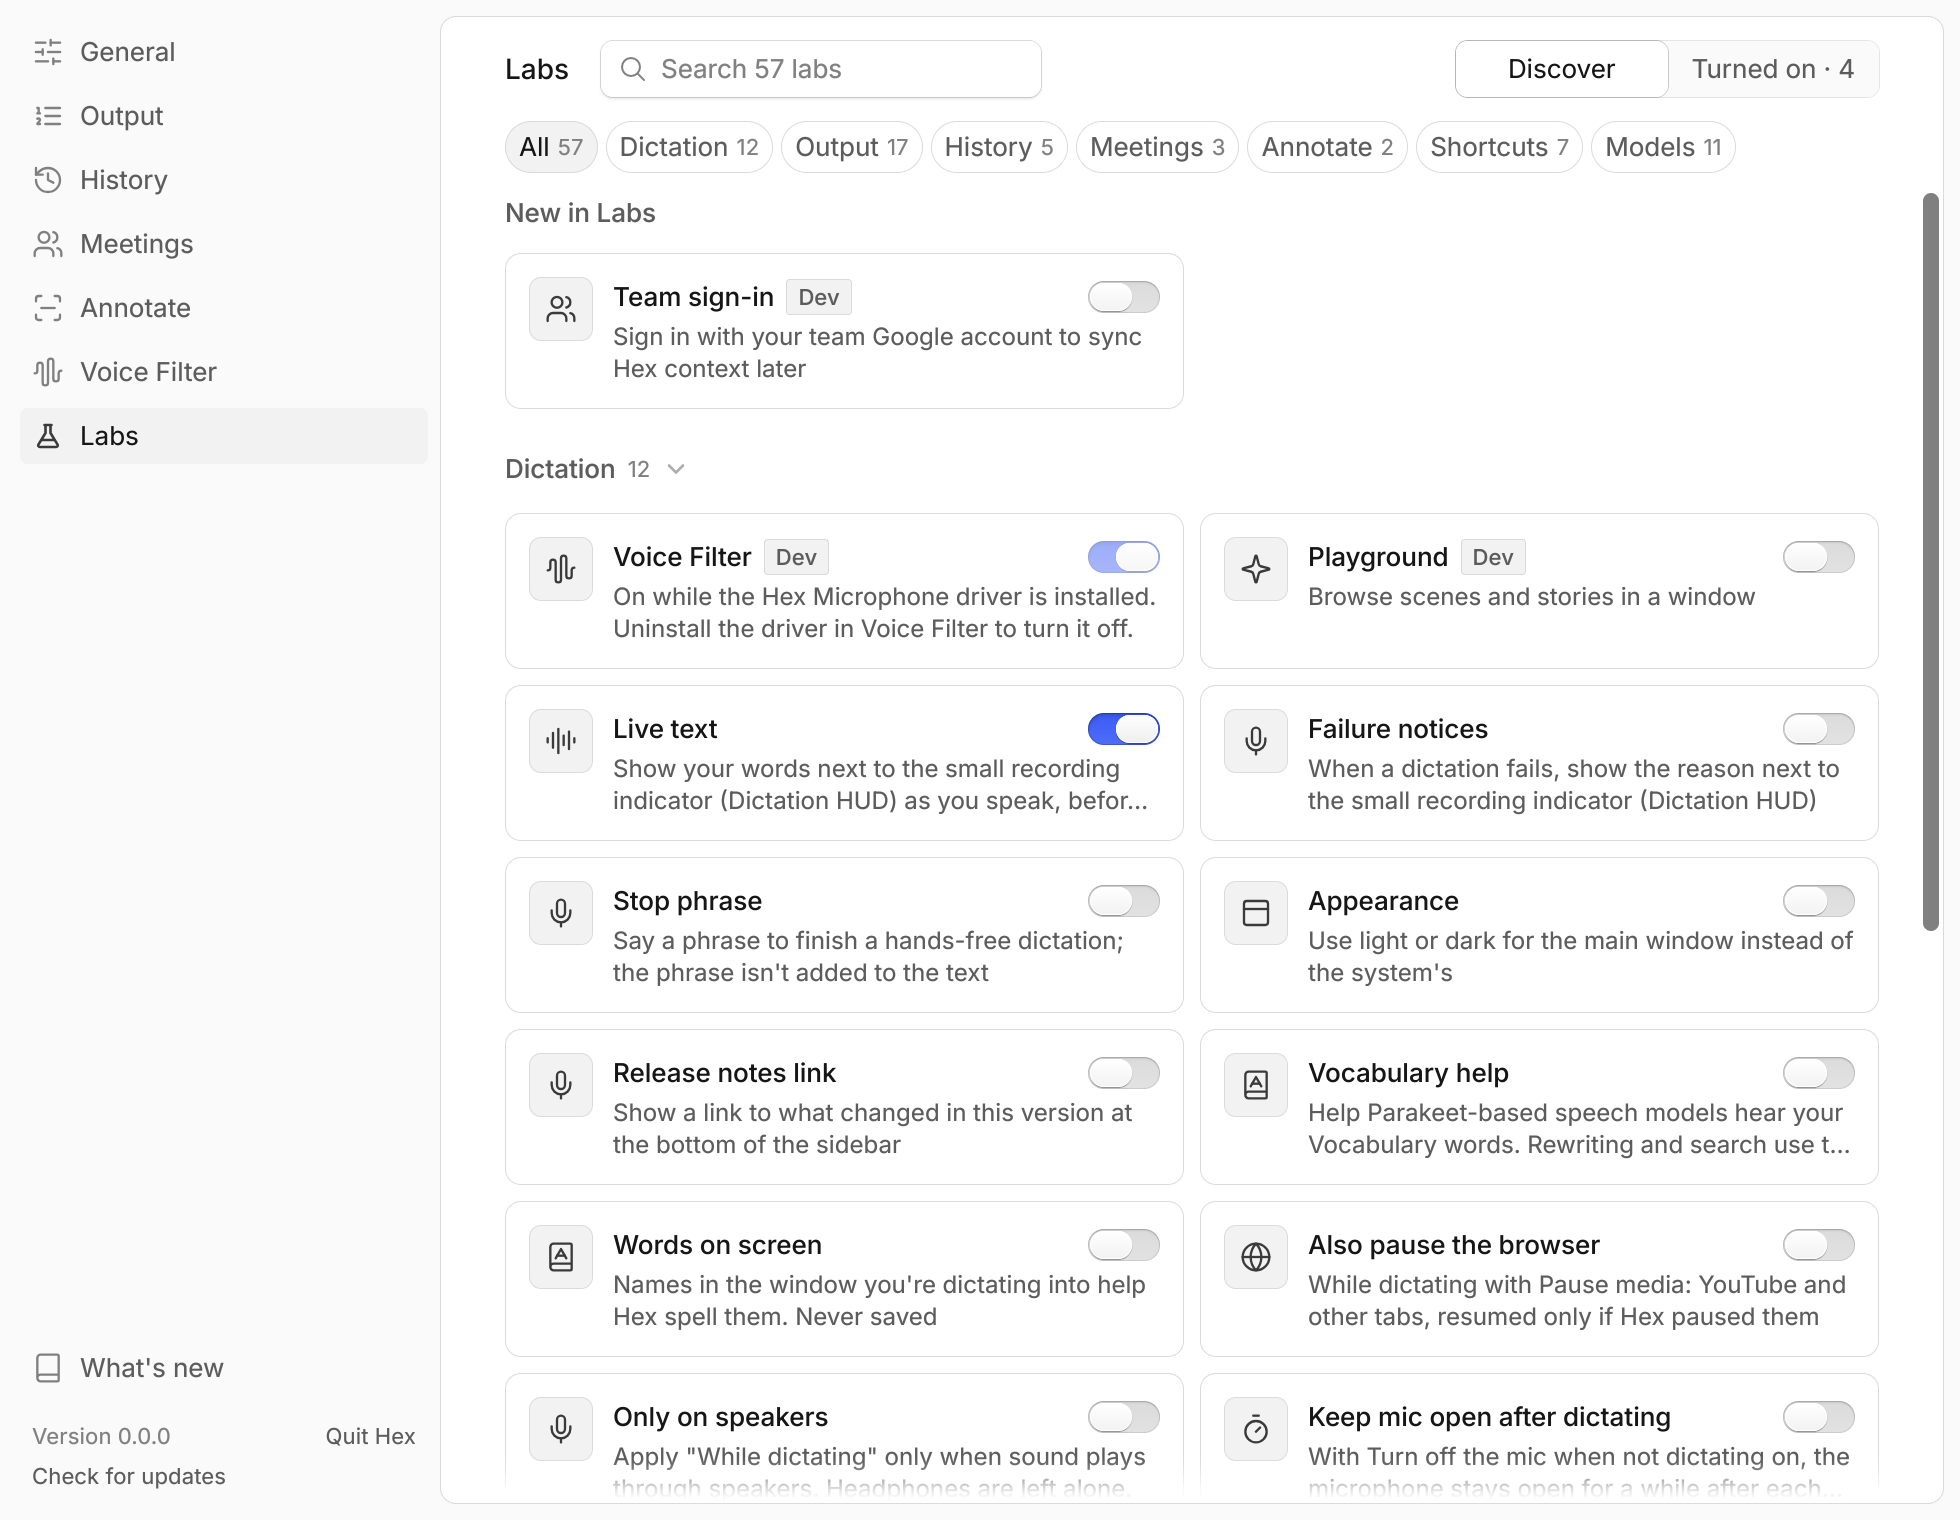 General
Output
History
Meetings
Annotate
Voice Filter
Labs
What's new
Version 0.0.0
Quit Hex
Check for updates
Labs
Search 57 labs
Discover
Turned on · 4
All 57
Dictation 12
Output 17
History 5
Meetings 3
Annotate 2
Shortcuts 7
Models 11
New in Labs
Team sign-in Dev
Sign in with your team Google account to sync
Hex context later
Dictation 12
Voice Filter Dev
On while the Hex Microphone driver is installed.
Uninstall the driver in Voice Filter to turn it off.
Playground Dev
Browse scenes and stories in a window
Live text
Show your words next to the small recording
indicator (Dictation HUD) as you speak, befor...
Failure notices
When a dictation fails, show the reason next to
the small recording indicator (Dictation HUD)
Stop phrase
Say a phrase to finish a hands-free dictation;
the phrase isn't added to the text
Appearance
Use light or dark for the main window instead of
the system's
Release notes link
Show a link to what changed in this version at
the bottom of the sidebar
Vocabulary help
Help Parakeet-based speech models hear your
Vocabulary words. Rewriting and search use t...
Words on screen
Names in the window you're dictating into help
Hex spell them. Never saved
Also pause the browser
While dictating with Pause media: YouTube and
other tabs, resumed only if Hex paused them
Only on speakers
Apply "While dictating" only when sound plays
through speakers. Headphones are left alone.
Keep mic open after dictating
With Turn off the mic when not dictating on, the
microphone stays open for a while after each...